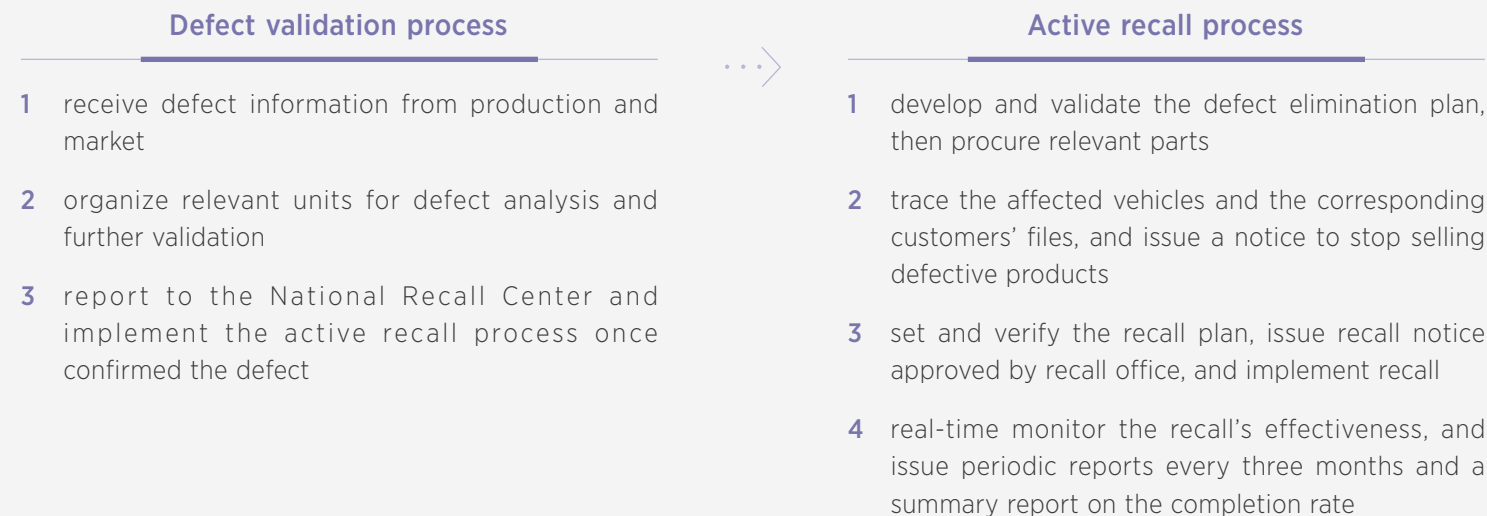 Defect validation process
1 receive defect information from production and
market
2 organize relevant units for defect analysis and
further validation
3 report to the National Recall Center and
implement the active recall process once
confirmed the defect
Active recall process
1 develop and validate the defect elimination plan,
then procure relevant parts
2 trace the affected vehicles and the corresponding
customers’ files, and issue a notice to stop selling
defective products
3 set and verify the recall plan, issue recall notice
approved by recall office, and implement recall
4 real-time monitor the recall’s effectiveness, and
issue periodic reports every three months and a
summary report on the completion rate